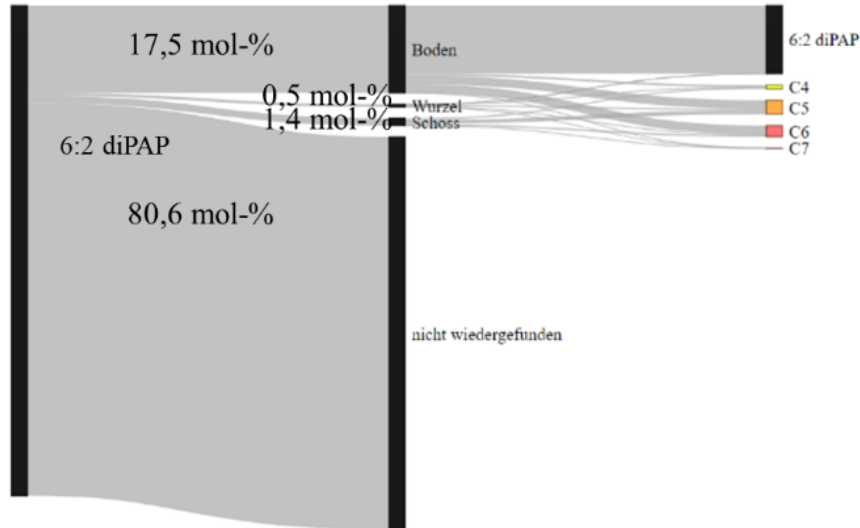 17,5 mol-%
Boden
6:2 diPAP
0,5 mol-%
Wurzel
1,4 mol-%
Schoss
6:2 diPAP
80,6 mol-%
nicht wiedergefunden
C4
C5
C6
C7